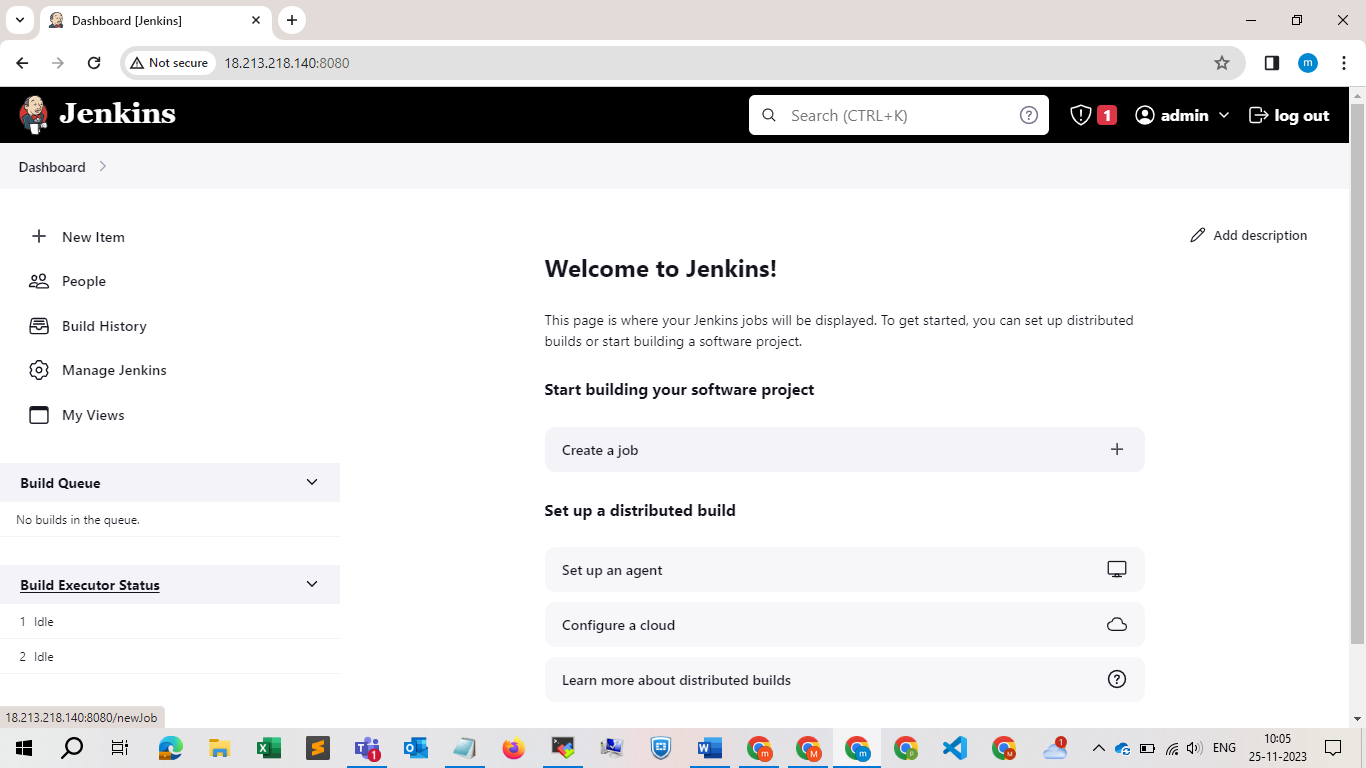 Dashboard [Jenkins]
Not secure 18.213.218.140:8080 m
Jenkins Search (CTRL+K) 1 admin log out
Dashboard
New Item
People
Build History
Manage Jenkins
My Views
Build Queue
No builds in the queue.
Build Executor Status
1 Idle
2 Idle
Add description
Welcome to Jenkins!
This page is where your Jenkins jobs will be displayed. To get started, you can set up distributed
builds or start building a software project.
Start building your software project
Create a job
Set up a distributed build
Set up an agent
Configure a cloud
Learn more about distributed builds
18.213.218.140:8080/newJob
1 m M m M 1 ENG 10:05
25-11-2023